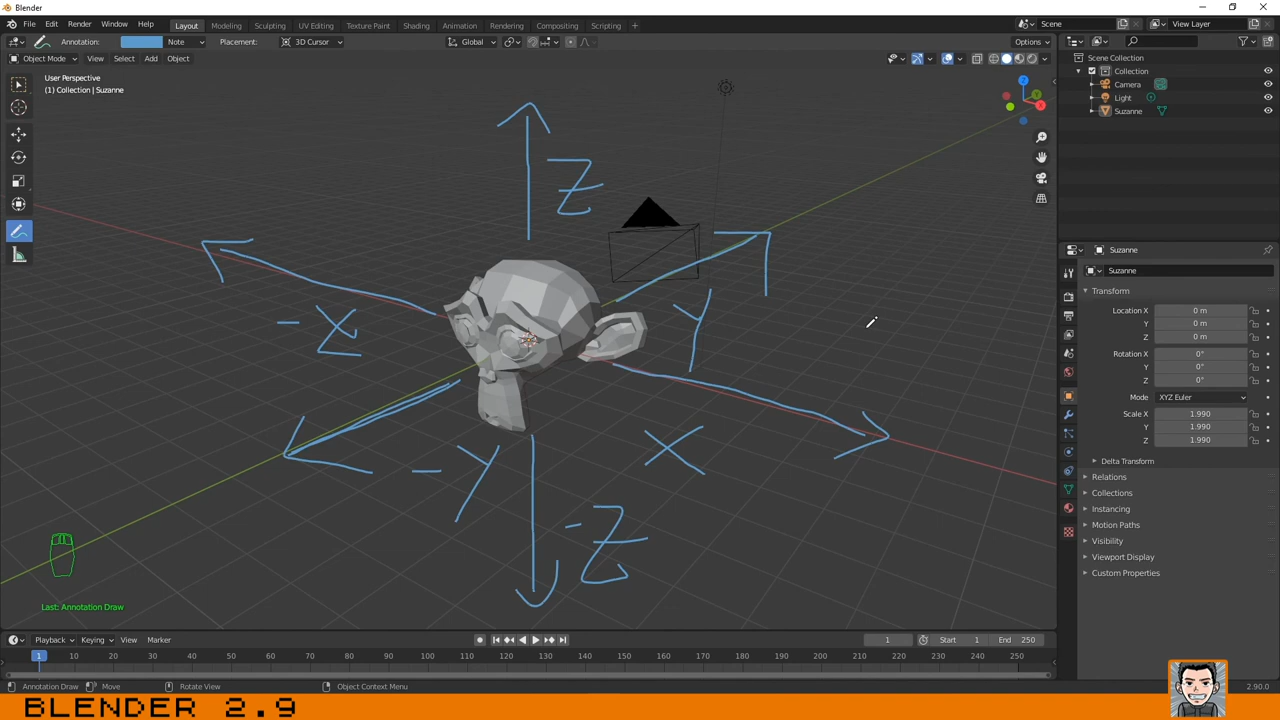 Blender
File Edit Render Window Help Layout Modeling Sculpting UV Editing Texture Paint Shading Animation Rendering Compositing Scripting + Scene View Layer
Annotation: Note Placement: 3D Cursor Global Options
Object Mode View Select Add Object
User Perspective
(1) Collection | Suzanne
Z
-X
Y
-Y
X
-Z
Z
Y
X
Last: Annotation Draw
Scene Collection
Collection
Camera
Light
Suzanne
Suzanne
Suzanne
Transform
Location X 0 m
Y 0 m
Z 0 m
Rotation X 0°
Y 0°
Z 0°
Mode XYZ Euler
Scale X 1.990
Y 1.990
Z 1.990
Delta Transform
Relations
Collections
Instancing
Motion Paths
Visibility
Viewport Display
Custom Properties
Playback Keying View Marker 1 Start 1 End 250
1 10 20 30 40 50 60 70 80 90 100 110 120 130 140 150 160 170 180 190 200 210 220 230 240 250
Annotation Draw Move Rotate View Object Context Menu 2.90.0
BLENDER 2.9